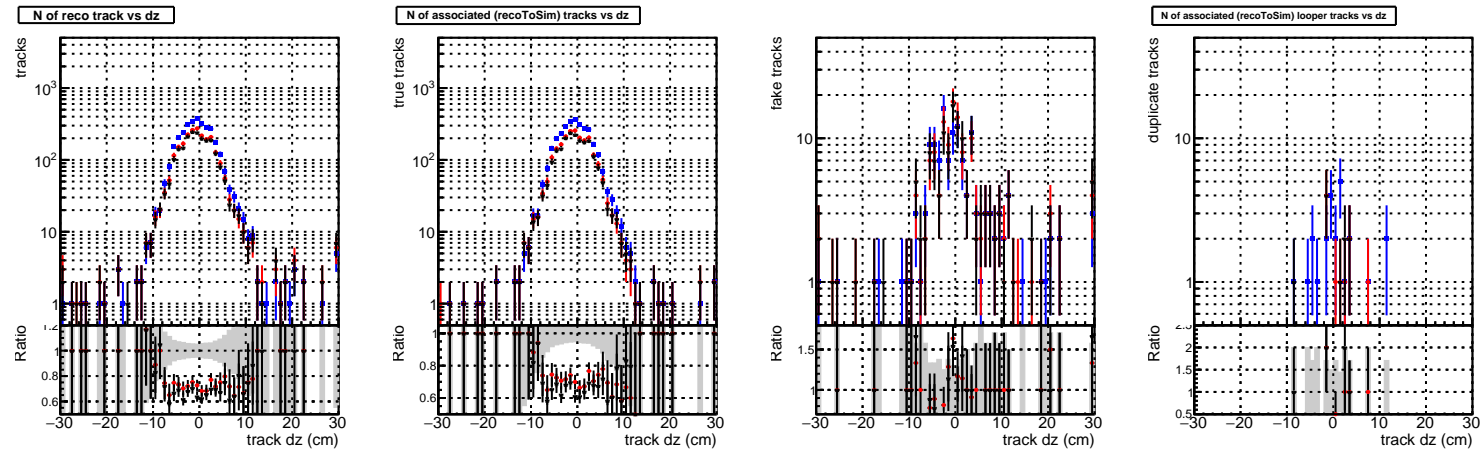 N of reco track vs dz
tracks
10³
10²
10
1
Ratio
1.2
1
0.8
0.6
−30 −20 −10 0 10 20 30
track dz (cm)
N of associated (recoToSim) tracks vs dz
true tracks
10³
10²
10
1
Ratio
1
0.8
0.6
−30 −20 −10 0 10 20 30
track dz (cm)
fake tracks
10
1
Ratio
1.5
1
−30 −20 −10 0 10 20 30
track dz (cm)
N of associated (recoToSim) looper tracks vs dz
duplicate tracks
10
1
Ratio
2.5
2
1.5
1
0.5
−30 −20 −10 0 10 20 30
track dz (cm)